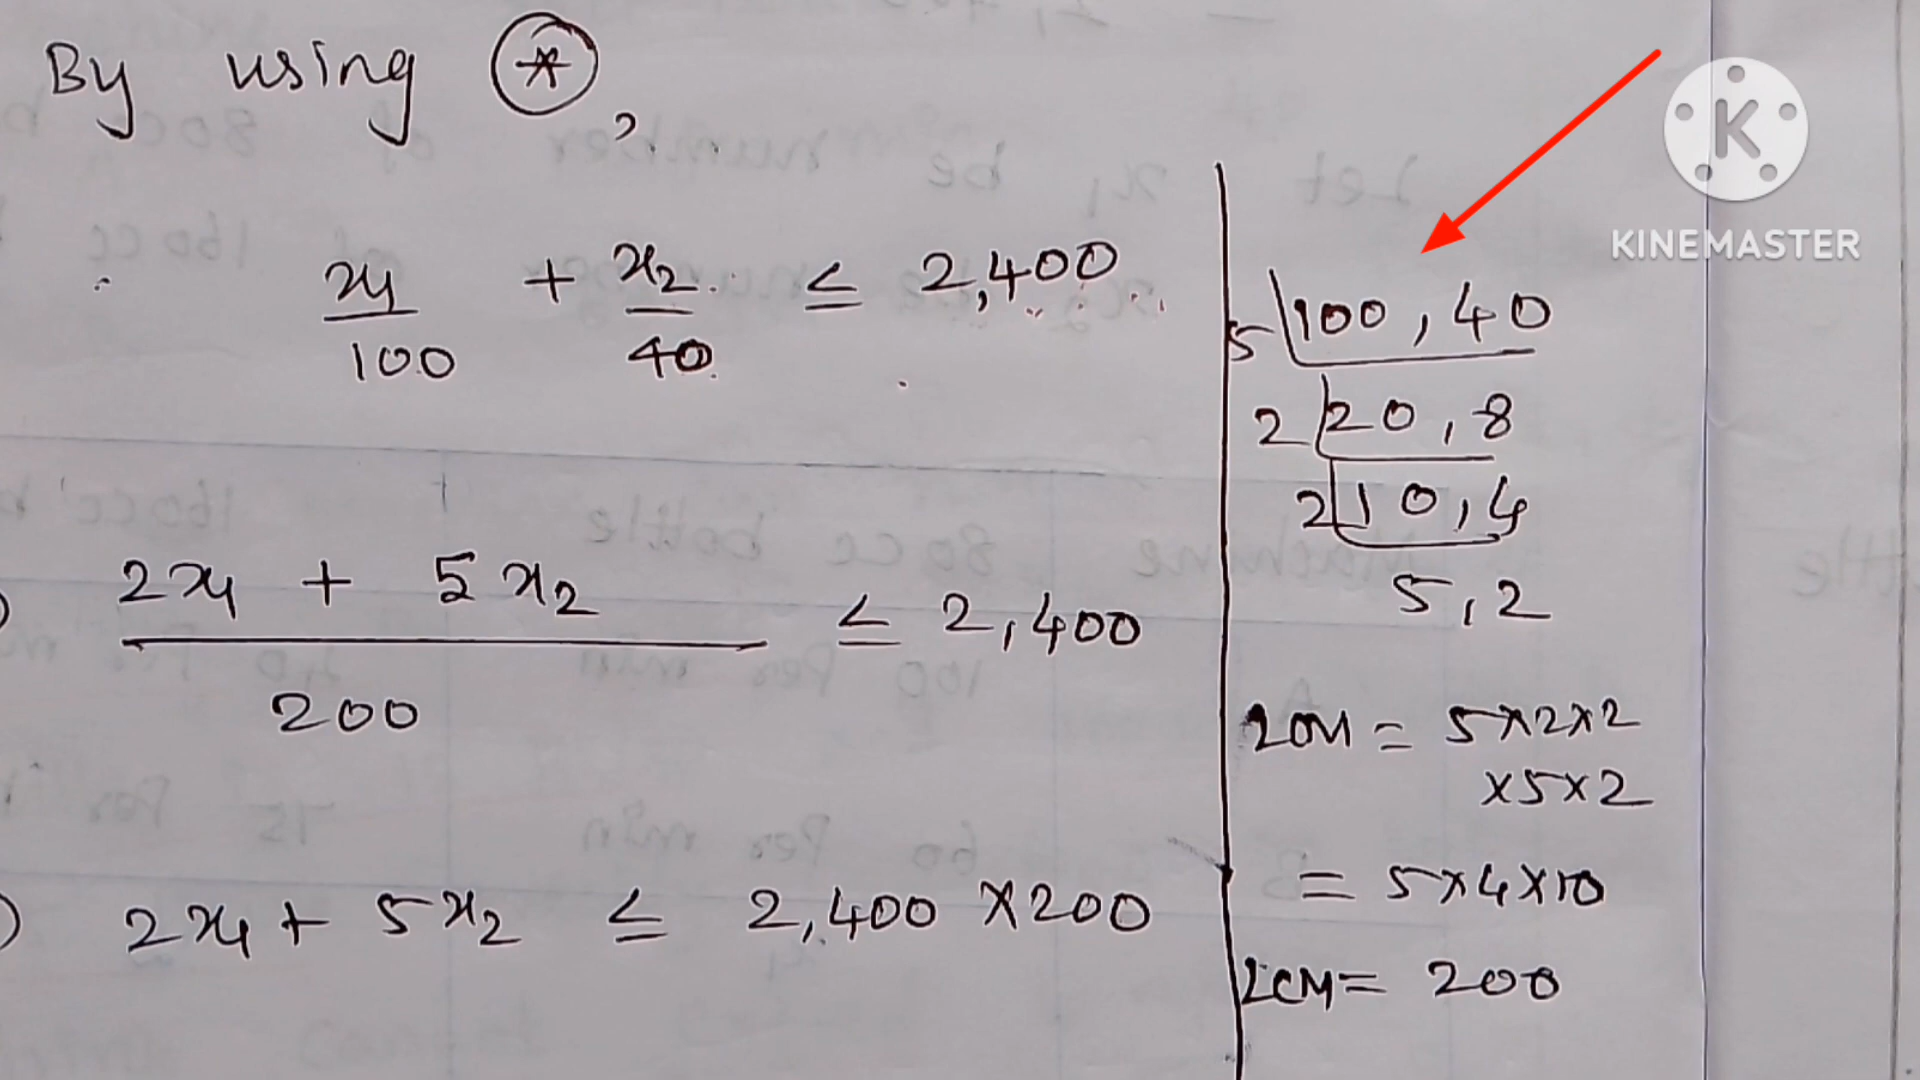 By using (*),
x1/100 + x2/40 ≤ 2,400
2x1 + 5x2 / 200 ≤ 2,400
2x1 + 5x2 ≤ 2,400 × 200
K
KINEMASTER
5 | 100, 40
2 | 20, 8
2 | 10, 4
5, 2
LCM = 5×2×2
×5×2
= 5×4×10
LCM = 200